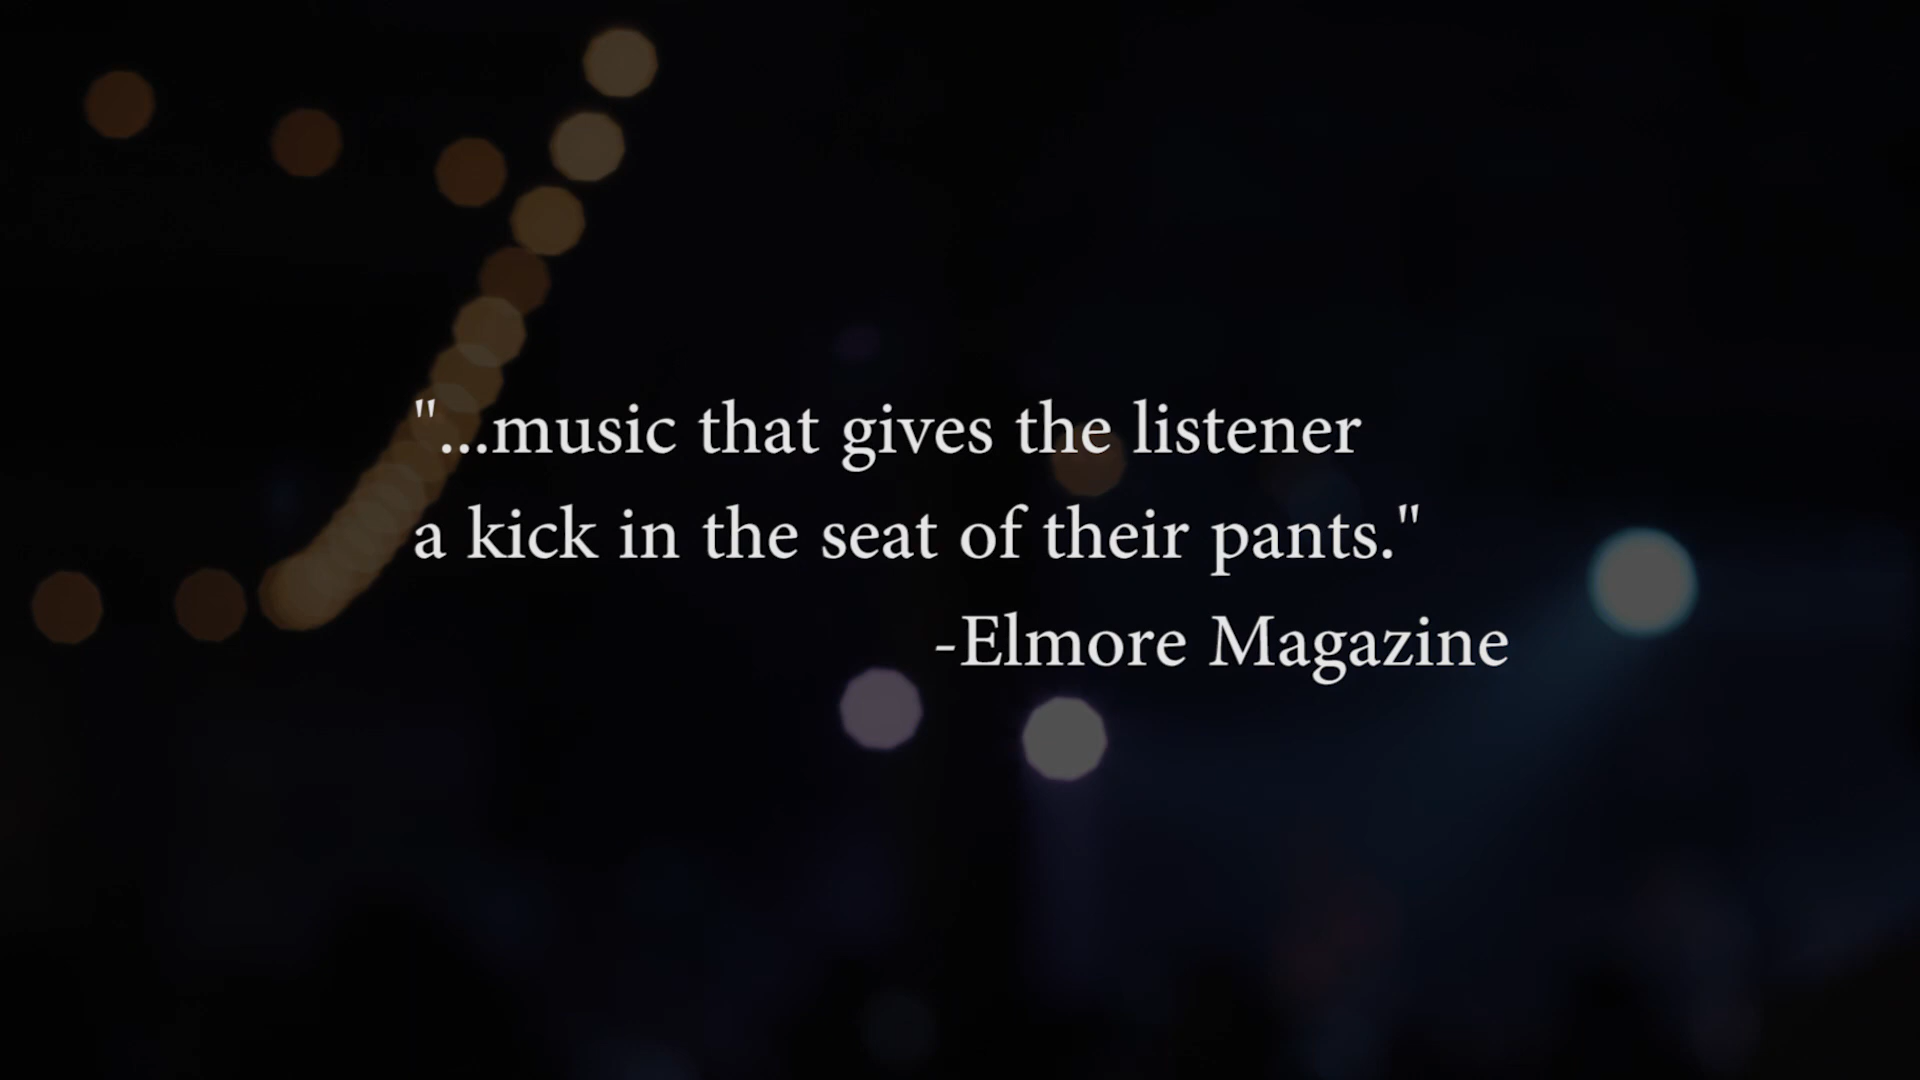 "...music that gives the listener
a kick in the seat of their pants."
-Elmore Magazine